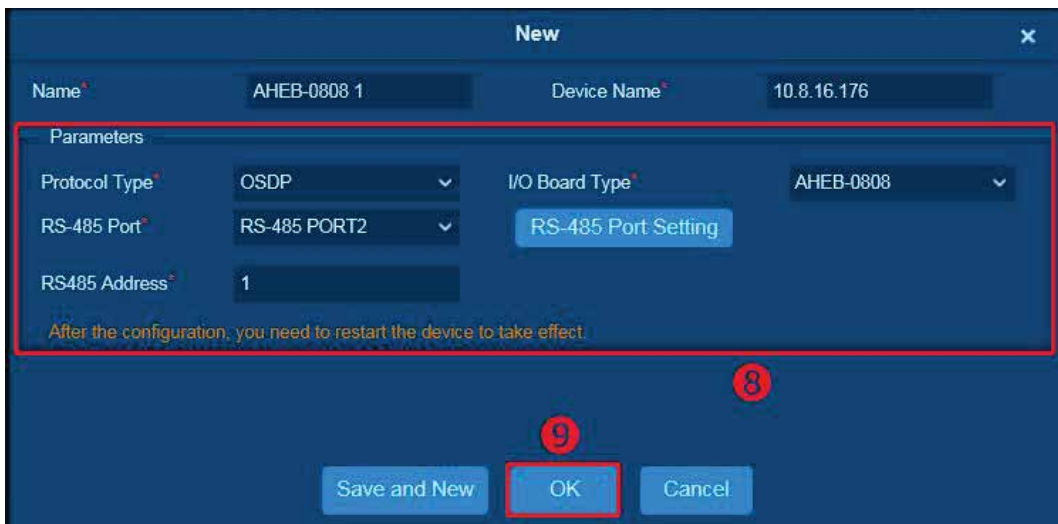 New ×
Name* AHEB-0808 1 Device Name* 10.8.16.176
Parameters
Protocol Type* OSDP I/O Board Type* AHEB-0808
RS-485 Port* RS-485 PORT2 RS-485 Port Setting
RS485 Address* 1
After the configuration, you need to restart the device to take effect.
8
9
Save and New OK Cancel